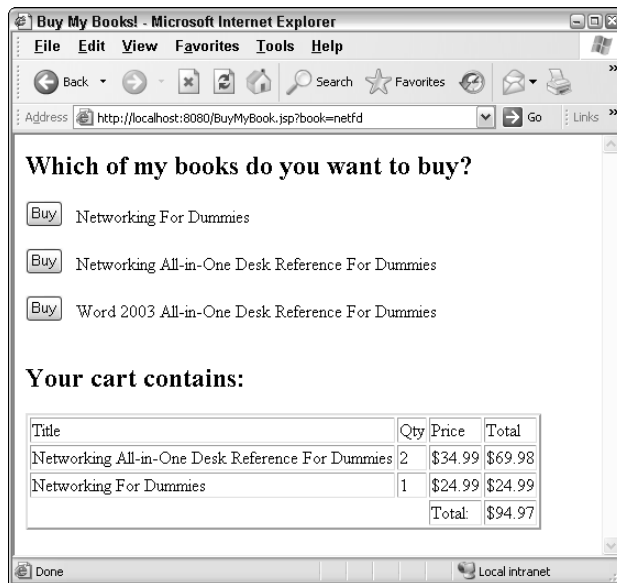 Buy My Books! - Microsoft Internet Explorer
File Edit View Favorites Tools Help
Back Search Favorites »
Address http://localhost:8080/BuyMyBook.jsp?book=netfd Go Links »
Which of my books do you want to buy?
Buy Networking For Dummies
Buy Networking All-in-One Desk Reference For Dummies
Buy Word 2003 All-in-One Desk Reference For Dummies
Your cart contains:
Title Qty Price Total
Networking All-in-One Desk Reference For Dummies 2 $34.99 $69.98
Networking For Dummies 1 $24.99 $24.99
Total: $94.97
Done Local intranet